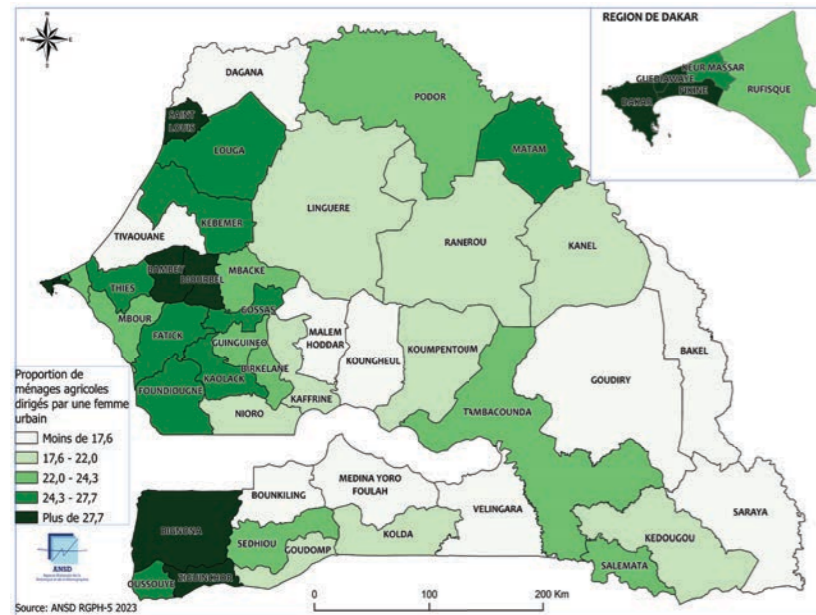 N
W
E
S
REGION DE DAKAR
KEUR MASSAR
GUEDIAWAYE
RUFISQUE
DAKAR
PIKINE
DAGANA
PODOR
SAINT
LOUIS
LOUGA
MATAM
LINGUERE
KEBEMER
RANEROU
KANEL
TIVAOUANE
BAMBEY
DIOURBEL
MBACKE
THIES
GOSSAS
MBOUR
FATICK
GUINGUINEO
MALEM
HODDAR
KOUNGHEUL
KOUMPENTOUM
BAKEL
GOUDIRY
BIRKELANE
KAOLACK
FOUNDIOUGNE
KAFFRINE
NIORO
TAMBACOUNDA
Proportion de
ménages agricoles
dirigés par une femme
urbain
Moins de 17,6
17,6 - 22,0
22,0 - 24,3
24,3 - 27,7
Plus de 27,7
MEDINA YORO
FOULAH
BOUNKILING
VELINGARA
SARAYA
BIGNONA
SEDHIOU
GOUDOMP
KOLDA
KEDOUGOU
SALEMATA
OUSSOUYE
ZIGUINCHOR
ANSD
Source: ANSD RGPH-5 2023
0
100
200 Km